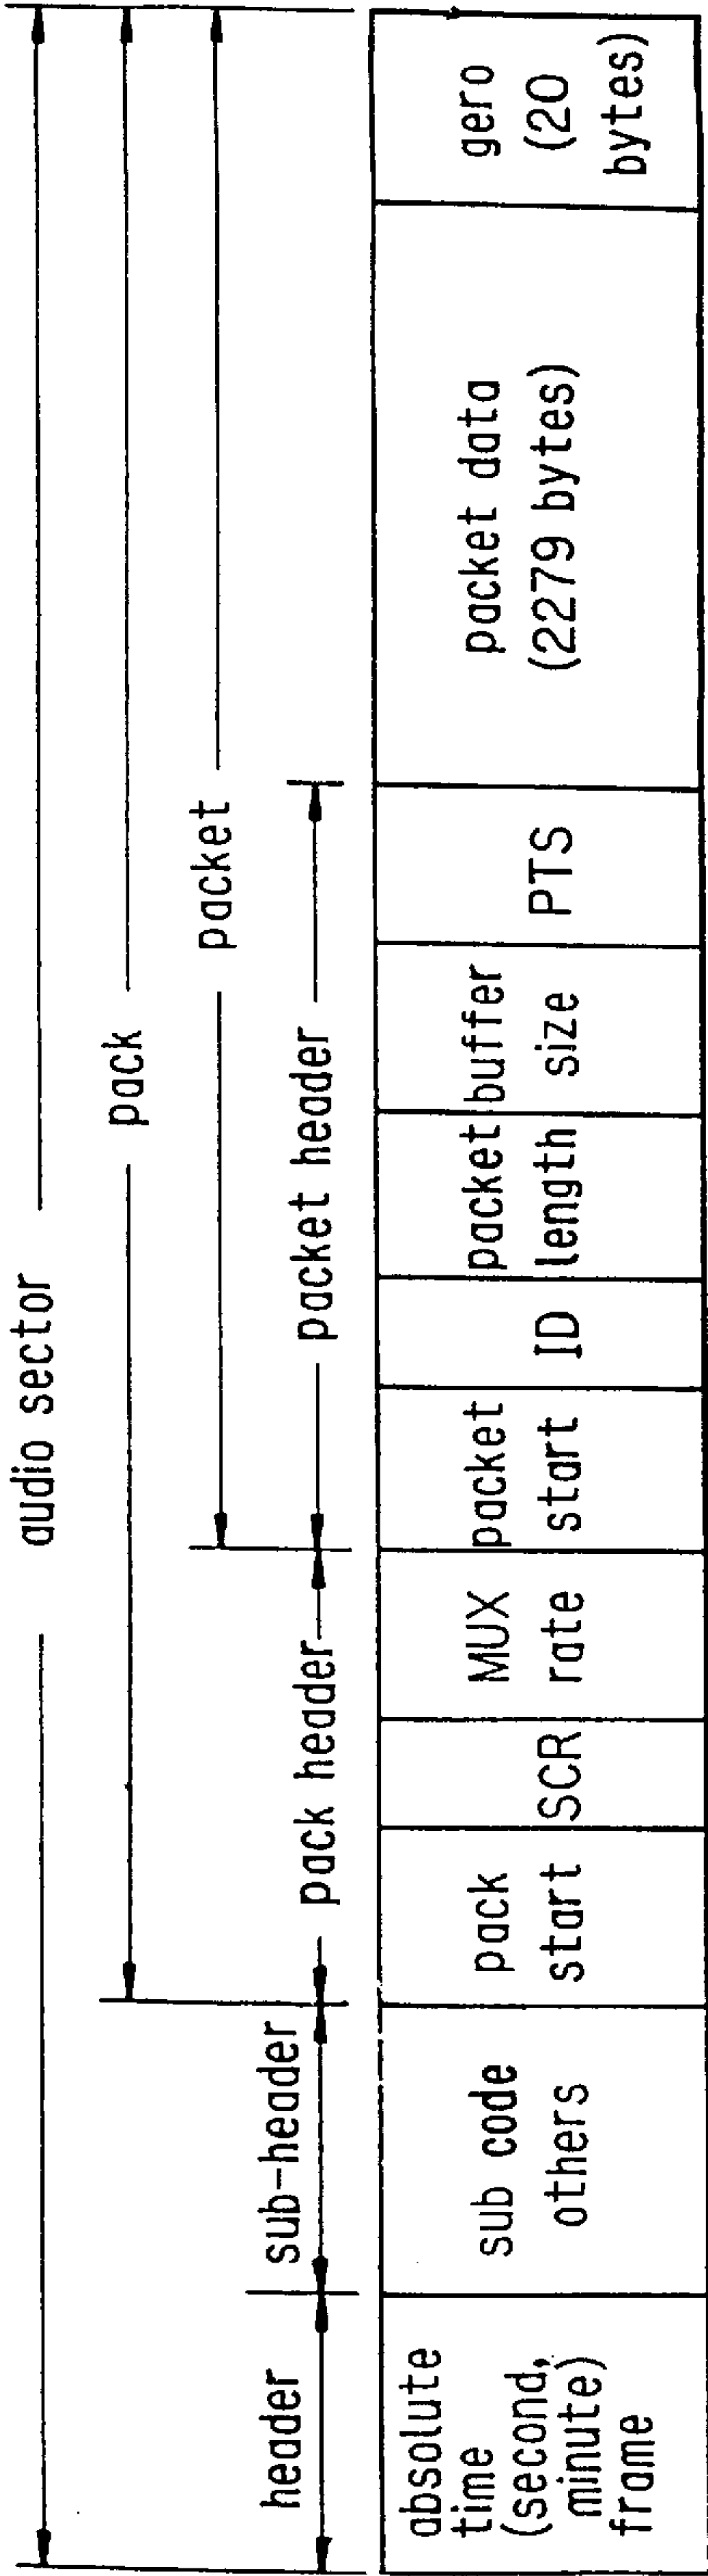 audio sector
pack
packet
header
sub-header
pack header
packet header
absolute
time
(second,
minute)
frame
sub code
others
pack
start
SCR
MUX
rate
packet
start
ID
packet
length
buffer
size
PTS
packet data
(2279 bytes)
gero
(20
bytes)